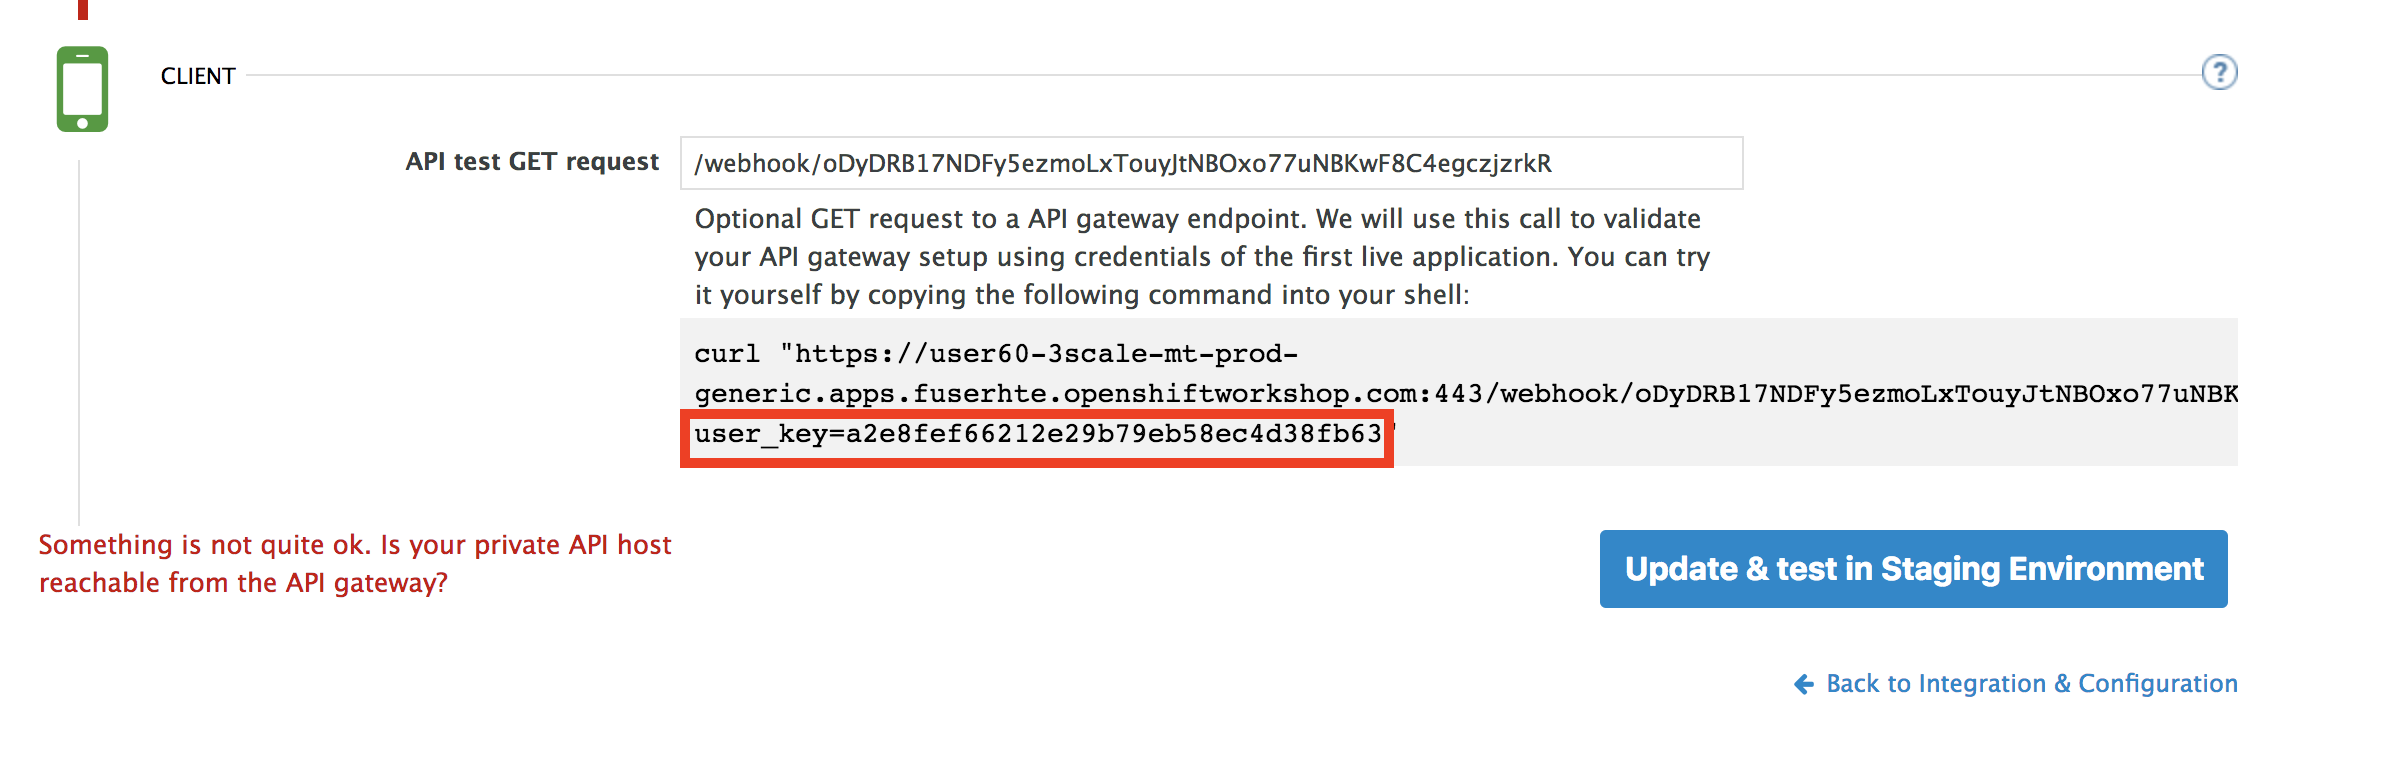 CLIENT
?
API test GET request
/webhook/oDyDRB17NDFy5ezmoLxTouyJtNBOxo77uNBKwF8C4egczjzrkR
Optional GET request to a API gateway endpoint. We will use this call to validate
your API gateway setup using credentials of the first live application. You can try
it yourself by copying the following command into your shell:
curl "https://user60-3scale-mt-prod-
generic.apps.fuserhte.openshiftworkshop.com:443/webhook/oDyDRB17NDFy5ezmoLxTouyJtNBOxo77uNBK
user_key=a2e8fef66212e29b79eb58ec4d38fb63"
Something is not quite ok. Is your private API host
reachable from the API gateway?
Update & test in Staging Environment
Back to Integration & Configuration